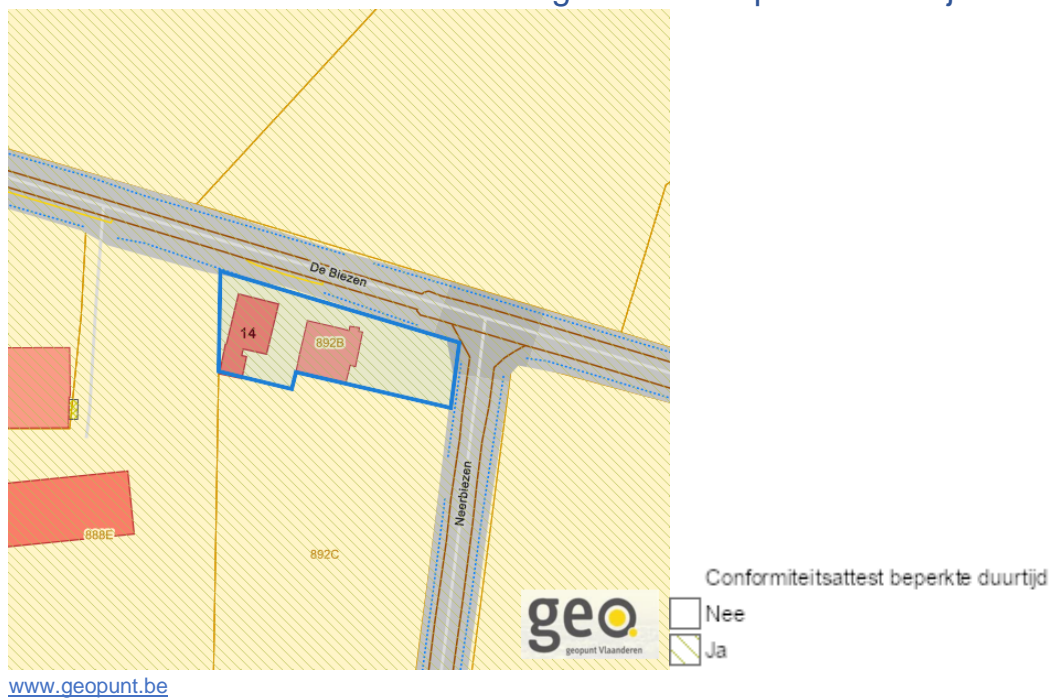 De Biezen
14
892B
Neerbiezen
888E
892C
geo.
geopunt Vlaanderen
Conformiteitsattest beperkte duurtijd
Nee
Ja
www.geopunt.be